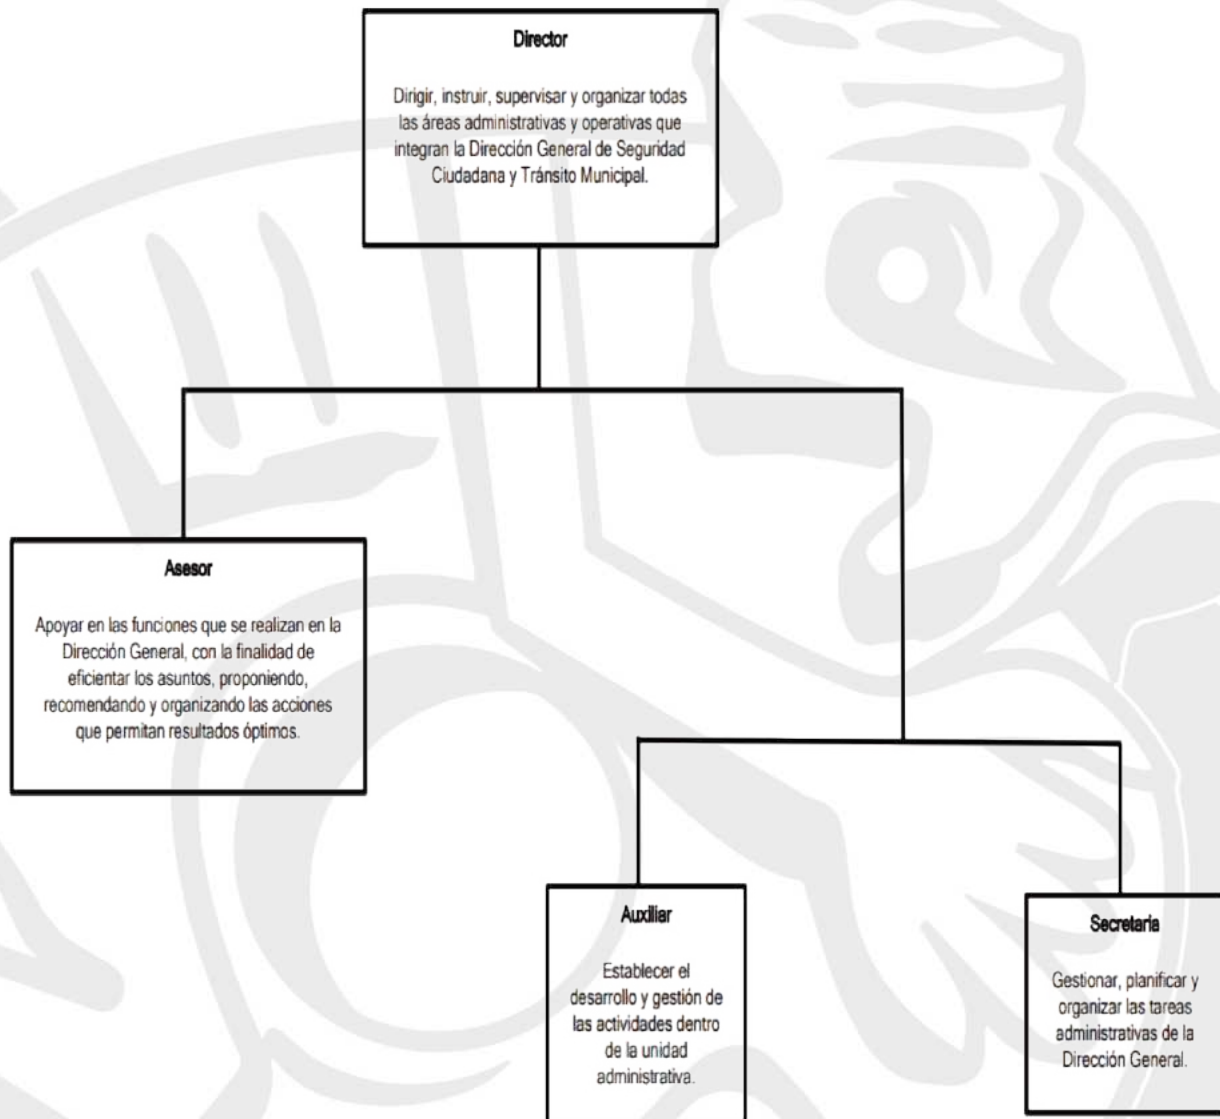 Director
Dirigir, instruir, supervisar y organizar todas
las áreas administrativas y operativas que
integran la Dirección General de Seguridad
Ciudadana y Tránsito Municipal.
Asesor
Apoyar en las funciones que se realizan en la
Dirección General, con la finalidad de
eficientar los asuntos, proponiendo,
recomendando y organizando las acciones
que permitan resultados óptimos.
Auxiliar
Establecer el
desarrollo y gestión de
las actividades dentro
de la unidad
administrativa.
Secretaria
Gestionar, planificar y
organizar las tareas
administrativas de la
Dirección General.